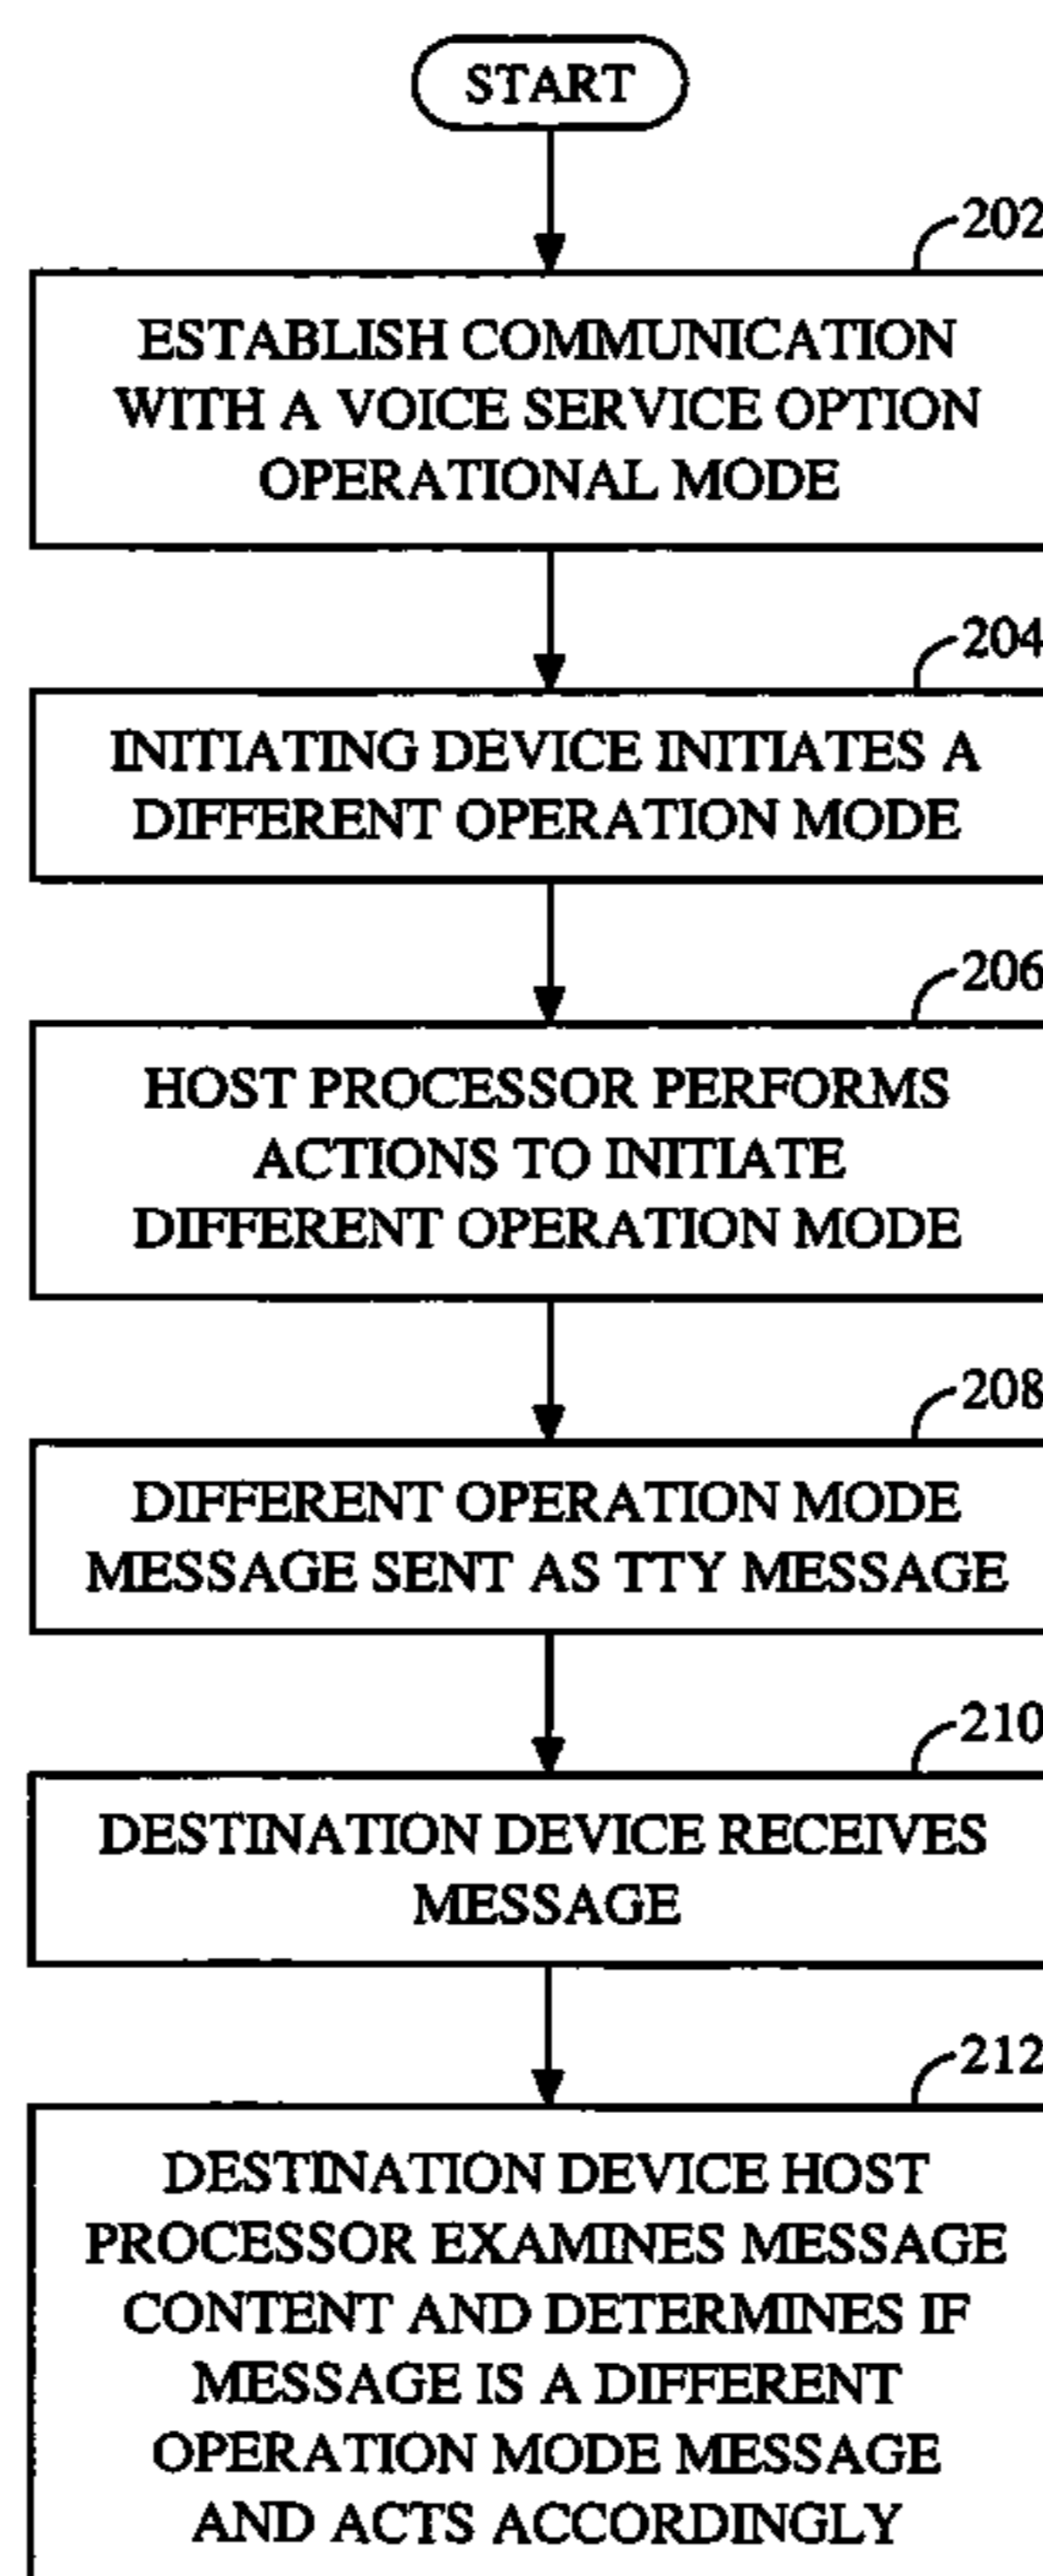 START
202
ESTABLISH COMMUNICATION
WITH A VOICE SERVICE OPTION
OPERATIONAL MODE
204
INITIATING DEVICE INITIATES A
DIFFERENT OPERATION MODE
206
HOST PROCESSOR PERFORMS
ACTIONS TO INITIATE
DIFFERENT OPERATION MODE
208
DIFFERENT OPERATION MODE
MESSAGE SENT AS TTY MESSAGE
210
DESTINATION DEVICE RECEIVES
MESSAGE
212
DESTINATION DEVICE HOST
PROCESSOR EXAMINES MESSAGE
CONTENT AND DETERMINES IF
MESSAGE IS A DIFFERENT
OPERATION MODE MESSAGE
AND ACTS ACCORDINGLY